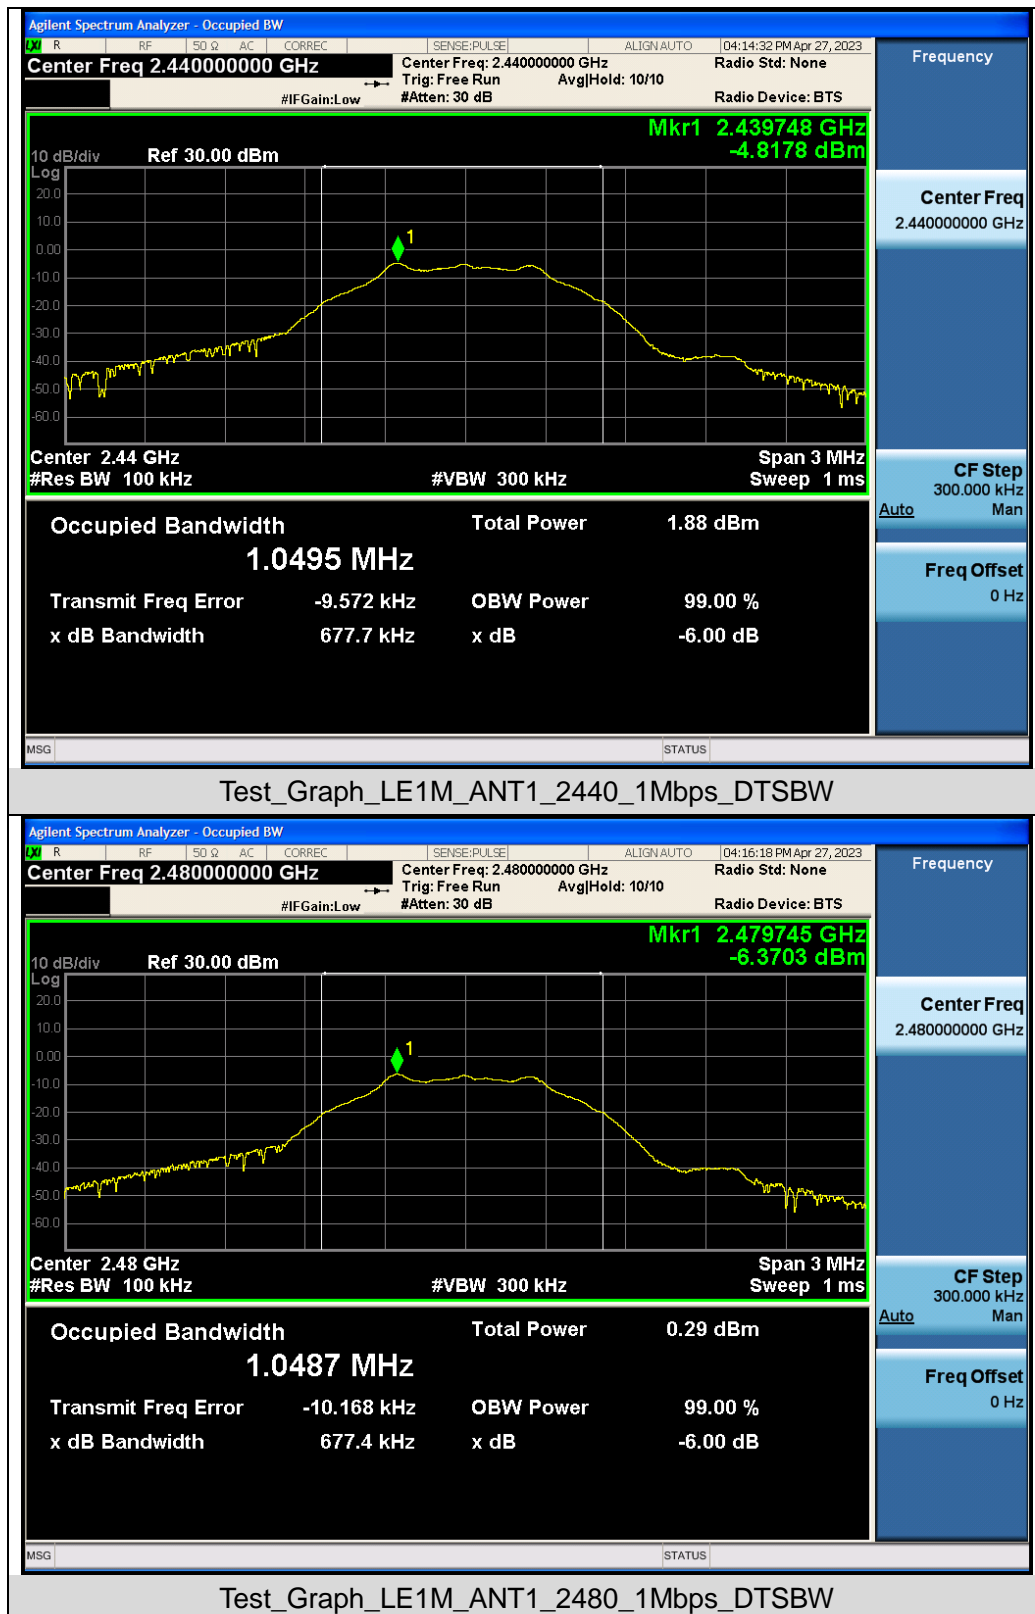 Agilent Spectrum Analyzer - Occupied BW
LXI R RF 50 Ω AC CORREC SENSE:PULSE ALIGN AUTO 04:14:32 PM Apr 27, 2023
Center Freq 2.440000000 GHz
Center Freq: 2.440000000 GHz Radio Std: None
Trig: Free Run Avg|Hold: 10/10
#IFGain:Low #Atten: 30 dB Radio Device: BTS
Frequency
Mkr1 2.439748 GHz
-4.8178 dBm
10 dB/div Ref 30.00 dBm
Log
20.0
10.0
0.00
-10.0
-20.0
-30.0
-40.0
-50.0
-60.0
1
Center 2.44 GHz Span 3 MHz
#Res BW 100 kHz #VBW 300 kHz Sweep 1 ms
Center Freq
2.440000000 GHz
CF Step
300.000 kHz
Auto Man
Freq Offset
0 Hz
Occupied Bandwidth Total Power 1.88 dBm
1.0495 MHz
Transmit Freq Error -9.572 kHz OBW Power 99.00 %
x dB Bandwidth 677.7 kHz x dB -6.00 dB
MSG STATUS
Test_Graph_LE1M_ANT1_2440_1Mbps_DTSBW
Agilent Spectrum Analyzer - Occupied BW
LXI R RF 50 Ω AC CORREC SENSE:PULSE ALIGN AUTO 04:16:18 PM Apr 27, 2023
Center Freq 2.480000000 GHz
Center Freq: 2.480000000 GHz Radio Std: None
Trig: Free Run Avg|Hold: 10/10
#IFGain:Low #Atten: 30 dB Radio Device: BTS
Frequency
Mkr1 2.479745 GHz
-6.3703 dBm
10 dB/div Ref 30.00 dBm
Log
20.0
10.0
0.00
-10.0
-20.0
-30.0
-40.0
-50.0
-60.0
1
Center 2.48 GHz Span 3 MHz
#Res BW 100 kHz #VBW 300 kHz Sweep 1 ms
Center Freq
2.480000000 GHz
CF Step
300.000 kHz
Auto Man
Freq Offset
0 Hz
Occupied Bandwidth Total Power 0.29 dBm
1.0487 MHz
Transmit Freq Error -10.168 kHz OBW Power 99.00 %
x dB Bandwidth 677.4 kHz x dB -6.00 dB
MSG STATUS
Test_Graph_LE1M_ANT1_2480_1Mbps_DTSBW